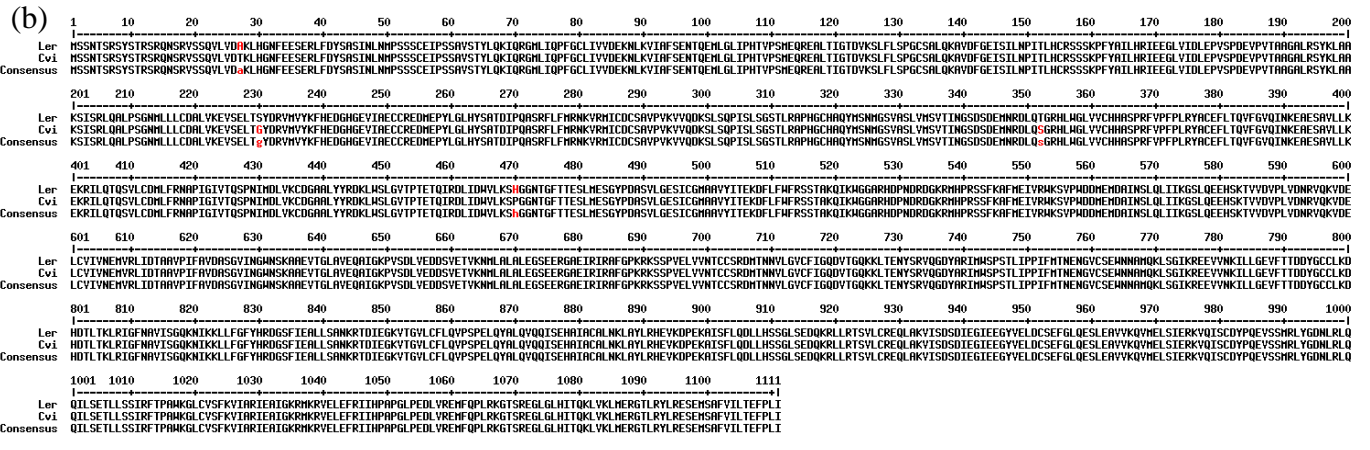 (b)
1 10 20 30 40 50 60 70 80 90 100 110 120 130 140 150 160 170 180 190 200
Ler MSSNTSRSYSTRSRQNSRVSSQVLVDAKLHGNFEESERLFDYSASINLNMPSSSCEIPSSAVSTYLQKIQRGMLIQPFGCLIVVDEKNLKVIAFSENTQEMLGLIPHTVPSMEQREALTIGTDVKSLFLSPGCSALQKAVDFGEISILNPITLHCRSSSKPFYAILHRIEEGLVIDLEPVSPDEVPVTAAGALRSYKLAA
Cvi MSSNTSRSYSTRSRQNSRVSSQVLVDTKLHGNFEESERLFDYSASINLNMPSSSCEIPSSAVSTYLQKIQRGMLIQPFGCLIVVDEKNLKVIAFSENTQEMLGLIPHTVPSMEQREALTIGTDVKSLFLSPGCSALQKAVDFGEISILNPITLHCRSSSKPFYAILHRIEEGLVIDLEPVSPDEVPVTAAGALRSYKLAA
Consensus MSSNTSRSYSTRSRQNSRVSSQVLVDaKLHGNFEESERLFDYSASINLNMPSSSCEIPSSAVSTYLQKIQRGMLIQPFGCLIVVDEKNLKVIAFSENTQEMLGLIPHTVPSMEQREALTIGTDVKSLFLSPGCSALQKAVDFGEISILNPITLHCRSSSKPFYAILHRIEEGLVIDLEPVSPDEVPVTAAGALRSYKLAA
201 210 220 230 240 250 260 270 280 290 300 310 320 330 340 350 360 370 380 390 400
Ler KSISRLQALPSGNMLLLCDALVKEVSELTSYDRVMVYKFHEDGHGEVIAECCREDMEPYLGLHYSATDIPQASRFLFMRNKVRMICDCSAVPVKVVQDKSLSQPISLSGSTLRAPHGCHAQYMSNMGSVASLVMSVTINGSDSDEMNRDLQTGRHLWGLVVCHHASPRFVPFPLRYACEFLTQVFGVQINKEAESAVLLK
Cvi KSISRLQALPSGNMLLLCDALVKEVSELTGYDRVMVYKFHEDGHGEVIAECCREDMEPYLGLHYSATDIPQASRFLFMRNKVRMICDCSAVPVKVVQDKSLSQPISLSGSTLRAPHGCHAQYMSNMGSVASLVMSVTINGSDSDEMNRDLQSGRHLWGLVVCHHASPRFVPFPLRYACEFLTQVFGVQINKEAESAVLLK
Consensus KSISRLQALPSGNMLLLCDALVKEVSELTgYDRVMVYKFHEDGHGEVIAECCREDMEPYLGLHYSATDIPQASRFLFMRNKVRMICDCSAVPVKVVQDKSLSQPISLSGSTLRAPHGCHAQYMSNMGSVASLVMSVTINGSDSDEMNRDLQsGRHLWGLVVCHHASPRFVPFPLRYACEFLTQVFGVQINKEAESAVLLK
401 410 420 430 440 450 460 470 480 490 500 510 520 530 540 550 560 570 580 590 600
Ler EKRILQTQSVLCDMLFRNAPIGIVTQSPNIMDLVKCDGAALYYRDKLWSLGVTPTETQIRDLIDWVLKSHGGNTGFTTESLMESGYPDASVLGESICGMAAVYITEKDFLFWFRSSTAKQIKWGGARHDPNDRDGKRMHPRSSFKAFMEIVRWKSVPWDDMEMDAINSLQLIIKGSLQEEHSKTVVDVPLVDNRVQKVDE
Cvi EKRILQTQSVLCDMLFRNAPIGIVTQSPNIMDLVKCDGAALYYRDKLWSLGVTPTETQIRDLIDWVLKSPGGNTGFTTESLMESGYPDASVLGESICGMAAVYITEKDFLFWFRSSTAKQIKWGGARHDPNDRDGKRMHPRSSFKAFMEIVRWKSVPWDDMEMDAINSLQLIIKGSLQEEHSKTVVDVPLVDNRVQKVDE
Consensus EKRILQTQSVLCDMLFRNAPIGIVTQSPNIMDLVKCDGAALYYRDKLWSLGVTPTETQIRDLIDWVLKShGGNTGFTTESLMESGYPDASVLGESICGMAAVYITEKDFLFWFRSSTAKQIKWGGARHDPNDRDGKRMHPRSSFKAFMEIVRWKSVPWDDMEMDAINSLQLIIKGSLQEEHSKTVVDVPLVDNRVQKVDE
601 610 620 630 640 650 660 670 680 690 700 710 720 730 740 750 760 770 780 790 800
Ler LCVIVNEMVRLIDTAAVPIFAVDASGVINGWNSKAAEVTGLAVEQAIGKPVSDLVEDDSVETVKNMLALALEGSEERGAEIRIRAFGPKRKSSPVELVVNTCCSRDMTNNVLGVCFIGQDVTGQKKLTENYSRVQGDYARIMWSPSTLIPPIFMTNENGVCSEWNNAMQKLSGIKREEVVNKILLGEVFTTDDYGCCLKD
Cvi LCVIVNEMVRLIDTAAVPIFAVDASGVINGWNSKAAEVTGLAVEQAIGKPVSDLVEDDSVETVKNMLALALEGSEERGAEIRIRAFGPKRKSSPVELVVNTCCSRDMTNNVLGVCFIGQDVTGQKKLTENYSRVQGDYARIMWSPSTLIPPIFMTNENGVCSEWNNAMQKLSGIKREEVVNKILLGEVFTTDDYGCCLKD
Consensus LCVIVNEMVRLIDTAAVPIFAVDASGVINGWNSKAAEVTGLAVEQAIGKPVSDLVEDDSVETVKNMLALALEGSEERGAEIRIRAFGPKRKSSPVELVVNTCCSRDMTNNVLGVCFIGQDVTGQKKLTENYSRVQGDYARIMWSPSTLIPPIFMTNENGVCSEWNNAMQKLSGIKREEVVNKILLGEVFTTDDYGCCLKD
801 810 820 830 840 850 860 870 880 890 900 910 920 930 940 950 960 970 980 990 1000
Ler HDTLTKLRIGFNAVISGQKNIKKLLFGFYHRDGSFIEALLSANKRTDIEGKVTGVLCFLQVPSPELQYALQVQQISEHAIACALNKLAYLRHEVKDPEKAISFLQDLLHSSGLSEDQKRLLRTSVLCREQLAKVISDSDIEGIEEGYVELDCSEFGLQESLEAVVKQVMELSIERKVQISCDYPQEVSSMRLYGDNLRLQ
Cvi HDTLTKLRIGFNAVISGQKNIKKLLFGFYHRDGSFIEALLSANKRTDIEGKVTGVLCFLQVPSPELQYALQVQQISEHAIACALNKLAYLRHEVKDPEKAISFLQDLLHSSGLSEDQKRLLRTSVLCREQLAKVISDSDIEGIEEGYVELDCSEFGLQESLEAVVKQVMELSIERKVQISCDYPQEVSSMRLYGDNLRLQ
Consensus HDTLTKLRIGFNAVISGQKNIKKLLFGFYHRDGSFIEALLSANKRTDIEGKVTGVLCFLQVPSPELQYALQVQQISEHAIACALNKLAYLRHEVKDPEKAISFLQDLLHSSGLSEDQKRLLRTSVLCREQLAKVISDSDIEGIEEGYVELDCSEFGLQESLEAVVKQVMELSIERKVQISCDYPQEVSSMRLYGDNLRLQ
1001 1010 1020 1030 1040 1050 1060 1070 1080 1090 1100 1111
Ler QILSETLLSSIRFTPAWKGLCVSFKVIARIEAIGKRMKRVELEFRIIHPAPGLPEDLVREMFQPLRKGTSREGLGLHITQKLVKLMERGTLRYLRESEMSAFVILTEFPLI
Cvi QILSETLLSSIRFTPAWKGLCVSFKVIARIEAIGKRMKRVELEFRIIHPAPGLPEDLVREMFQPLRKGTSREGLGLHITQKLVKLMERGTLRYLRESEMSAFVILTEFPLI
Consensus QILSETLLSSIRFTPAWKGLCVSFKVIARIEAIGKRMKRVELEFRIIHPAPGLPEDLVREMFQPLRKGTSREGLGLHITQKLVKLMERGTLRYLRESEMSAFVILTEFPLI